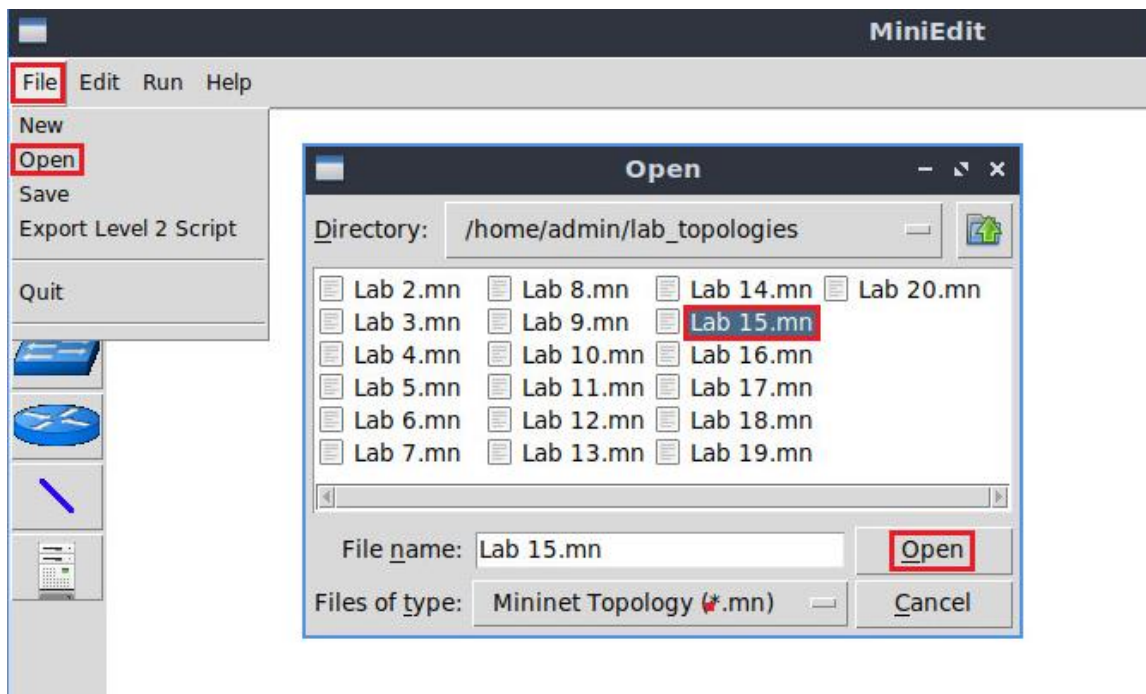 MiniEdit
File Edit Run Help
New
Open
Save
Export Level 2 Script
Quit
Open
Directory: /home/admin/lab_topologies
Lab 2.mn Lab 8.mn Lab 14.mn Lab 20.mn
Lab 3.mn Lab 9.mn Lab 15.mn
Lab 4.mn Lab 10.mn Lab 16.mn
Lab 5.mn Lab 11.mn Lab 17.mn
Lab 6.mn Lab 12.mn Lab 18.mn
Lab 7.mn Lab 13.mn Lab 19.mn
File name: Lab 15.mn Open
Files of type: Mininet Topology (*.mn) Cancel